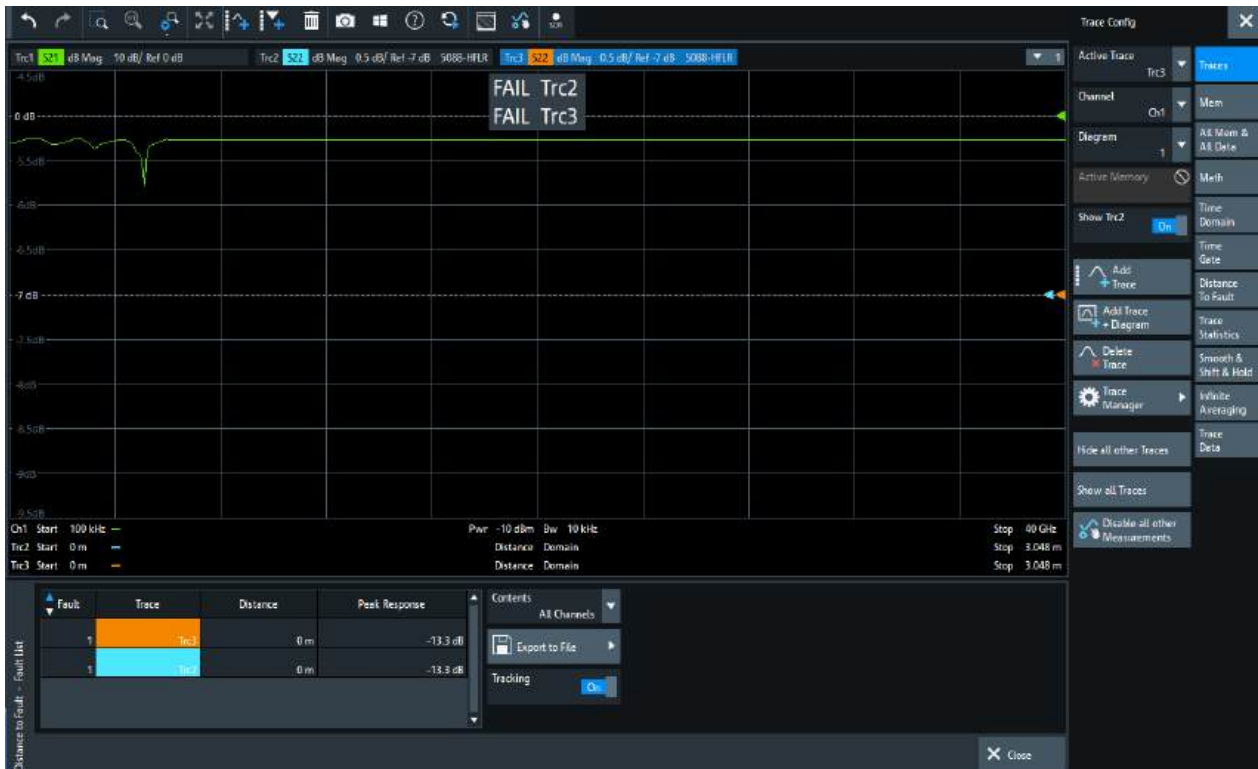 Trace Config
Trc1 S21 dB Mag 10 dB/ Ref 0 dB
Trc2 S22 dB Mag 0.5 dB/ Ref -7 dB 5088-HFLR
Trc3 S22 dB Mag 0.5 dB/ Ref -7 dB 5088-HFLR
1
-4.5dB
FAIL Trc2
FAIL Trc3
0 dB
-5.5dB
-6dB
-6.5dB
-7 dB
-7.5dB
-8dB
-8.5dB
-9dB
-9.5dB
Ch1 Start 100 kHz
Pwr -10 dBm Bw 10 kHz
Stop 40 GHz
Trc2 Start 0 m
Distance Domain
Stop 3.048 m
Trc3 Start 0 m
Distance Domain
Stop 3.048 m
Active Trace
Trc3
Channel
Ch1
Diagram
1
Active Memory
Show Trc2
On
Add
Trace
Add Trace
+ Diagram
Delete
Trace
Trace
Manager
Hide all other Traces
Show all Traces
Disable all other
Measurements
Traces
Mem
All Mem &
All Data
Math
Time
Domain
Time
Gate
Distance
To Fault
Trace
Statistics
Smooth &
Shift & Hold
Infinite
Averaging
Trace
Data
Distance to Fault - Fault List
Fault Trace Distance Peak Response
1 Trc3 0 m -13.3 dB
1 Trc2 0 m -13.3 dB
Contents
All Channels
Export to File
Tracking
On
Close